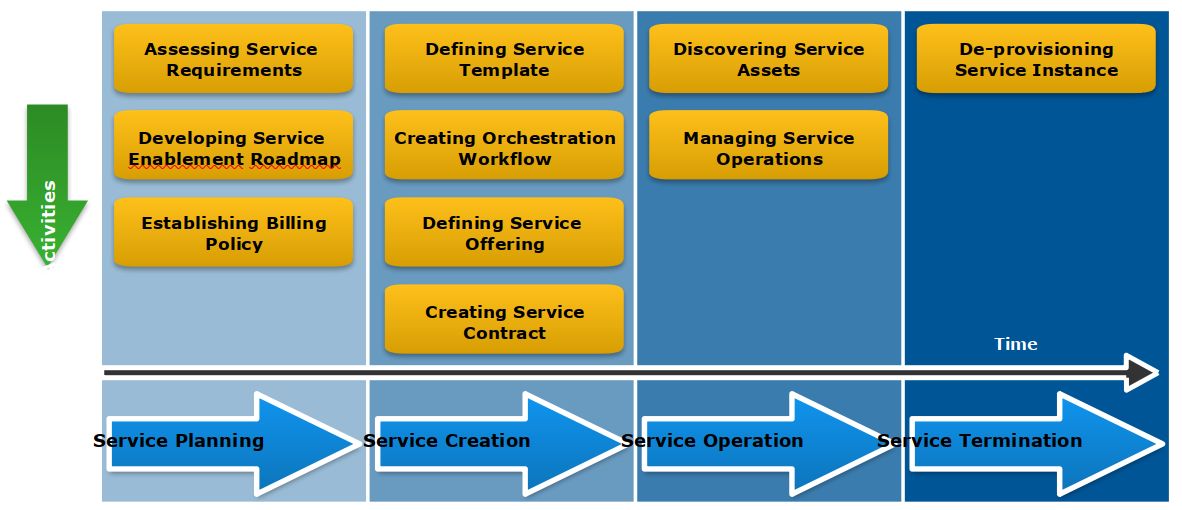 Assessing Service
Requirements
Defining Service
Template
Discovering Service
Assets
De-provisioning
Service Instance
Developing Service
Enablement Roadmap
Creating Orchestration
Workflow
Managing Service
Operations
Establishing Billing
Policy
Defining Service
Offering
Creating Service
Contract
ctivities
Time
Service Planning
Service Creation
Service Operation
Service Termination